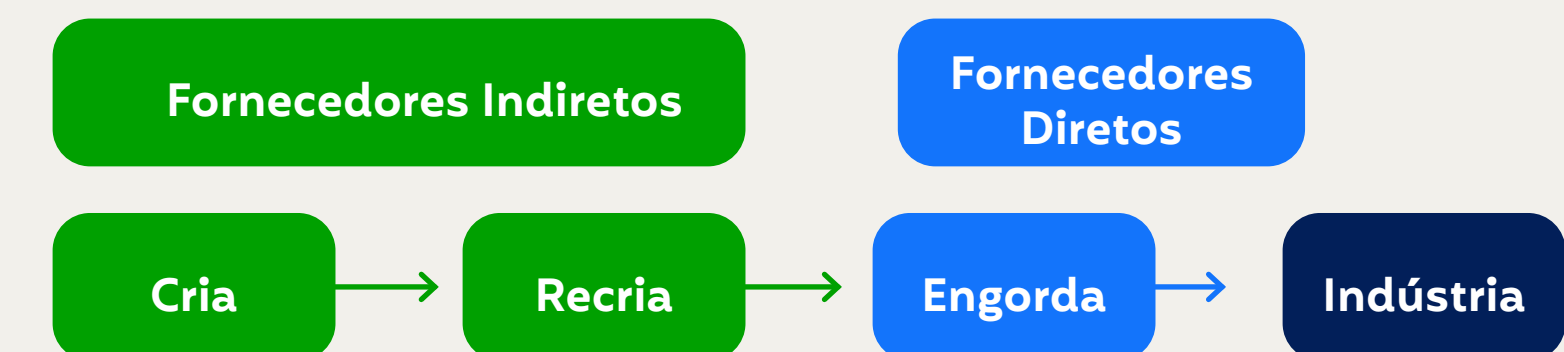 Fornecedores Indiretos
Fornecedores
Diretos
Cria
Recria
Engorda
Indústria